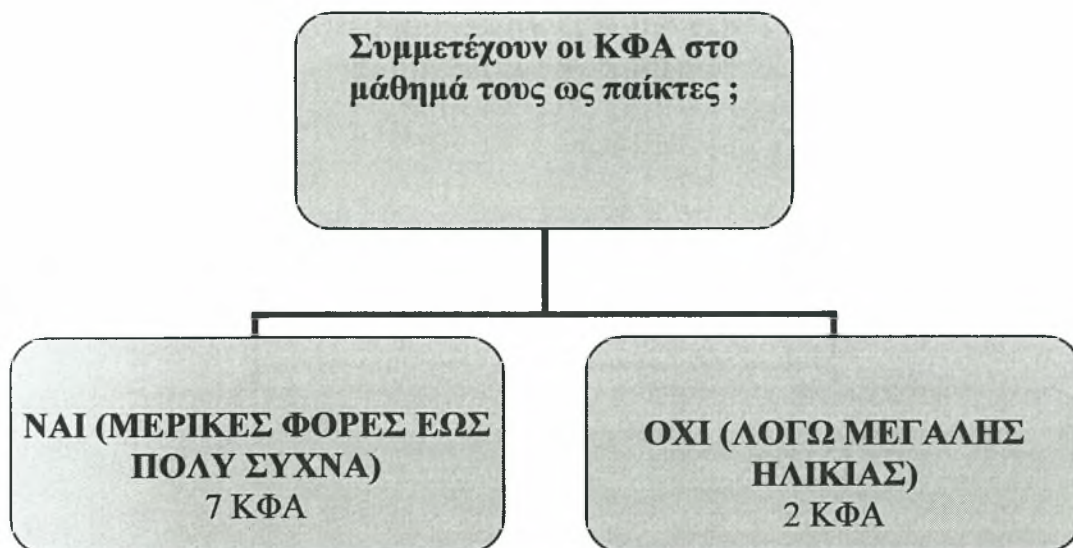 Συμμετέχουν οι ΚΦΑ στο
μάθημά τους ως παίκτες ;
ΝΑΙ (ΜΕΡΙΚΕΣ ΦΟΡΕΣ ΕΩΣ
ΠΟΛΥ ΣΥΧΝΑ)
7 ΚΦΑ
ΟΧΙ (ΛΟΓΩ ΜΕΓΑΛΗΣ
ΗΛΙΚΙΑΣ)
2 ΚΦΑ